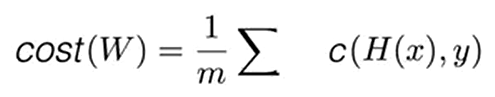 cost(W) = 1/m ∑ c(H(x), y)